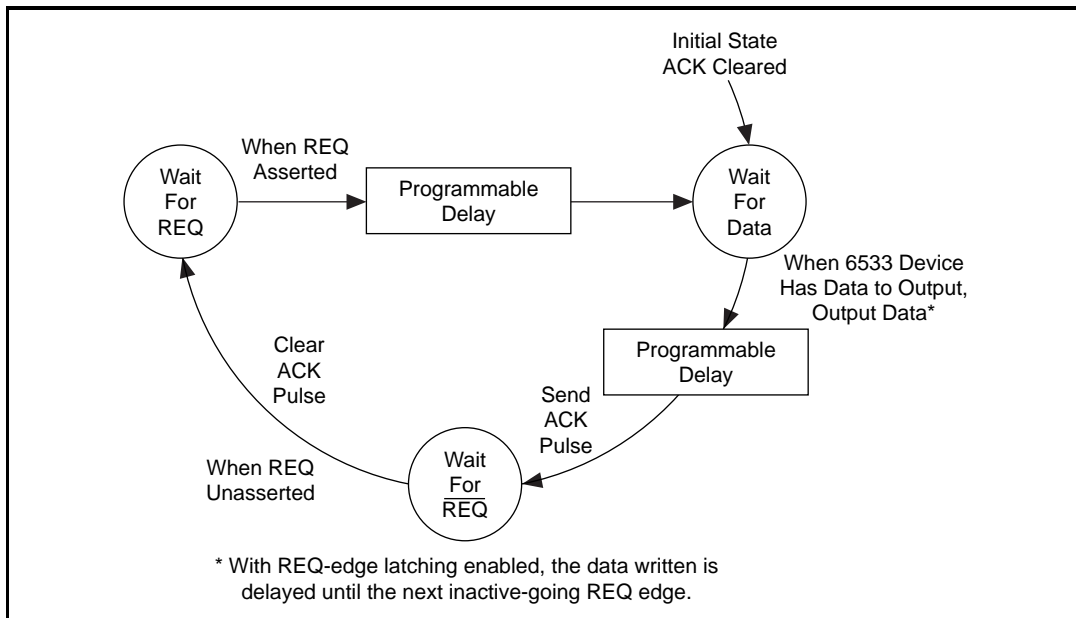 Initial State
ACK Cleared
When REQ
Asserted
Wait
For
REQ
Programmable
Delay
Wait
For
Data
When 6533 Device
Has Data to Output,
Output Data*
Programmable
Delay
Send
ACK
Pulse
Clear
ACK
Pulse
When REQ
Unasserted
Wait
For
R̅E̅Q̅
* With REQ-edge latching enabled, the data written is
delayed until the next inactive-going REQ edge.